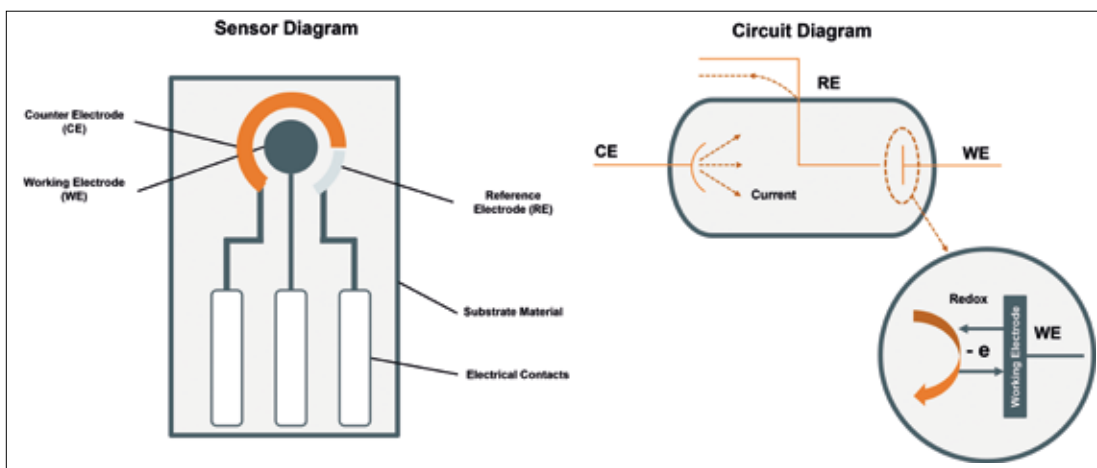 Sensor Diagram
Counter Electrode
(CE)
Working Electrode
(WE)
Reference
Electrode (RE)
Substrate Material
Electrical Contacts
Circuit Diagram
RE
CE
WE
Current
Redox
WE
- e
Working Electrode